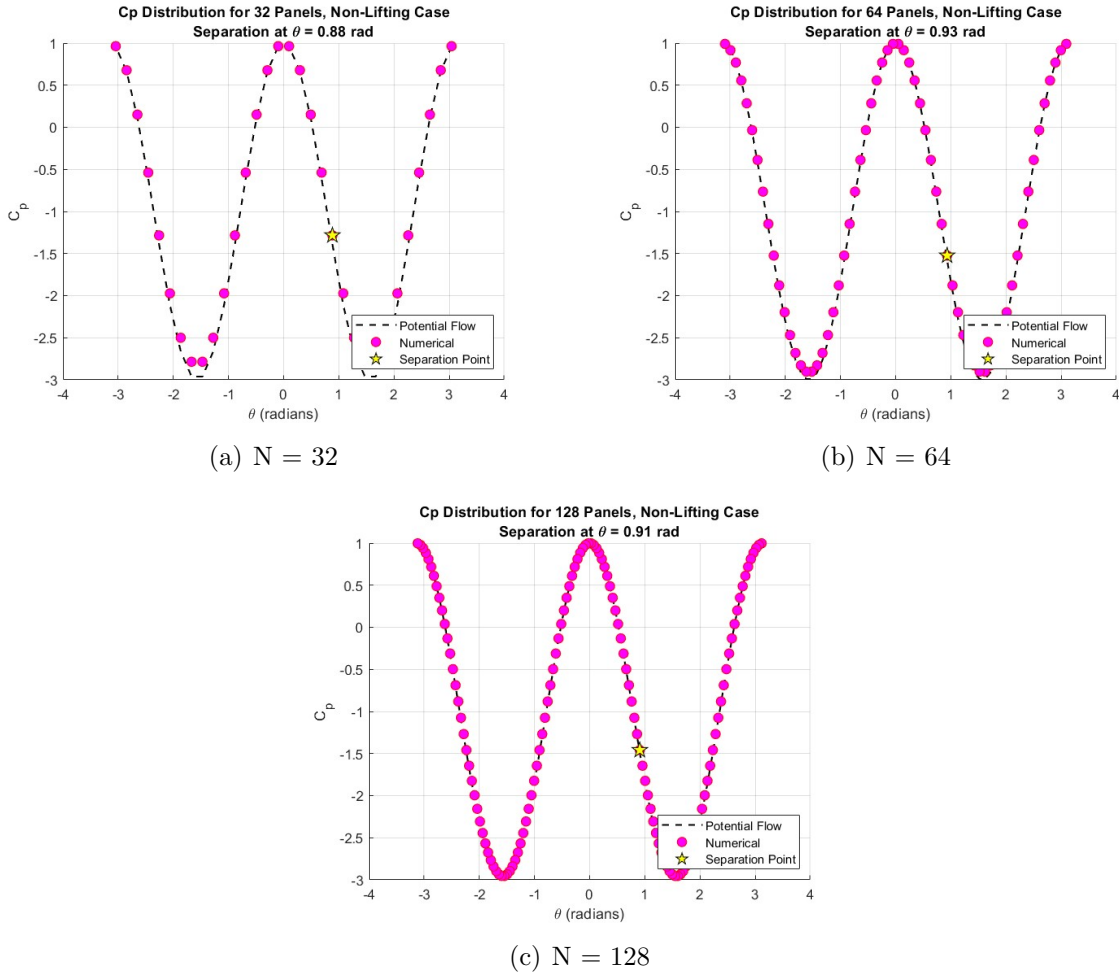 Cp Distribution for 32 Panels, Non-Lifting Case
Separation at θ = 0.88 rad
1
0.5
0
-0.5
-1
-1.5
-2
-2.5
-3
C_p
-4 -3 -2 -1 0 1 2 3 4
θ (radians)
Potential Flow
Numerical
Separation Point
(a) N = 32
Cp Distribution for 64 Panels, Non-Lifting Case
Separation at θ = 0.93 rad
1
0.5
0
-0.5
-1
-1.5
-2
-2.5
-3
C_p
-4 -3 -2 -1 0 1 2 3 4
θ (radians)
Potential Flow
Numerical
Separation Point
(b) N = 64
Cp Distribution for 128 Panels, Non-Lifting Case
Separation at θ = 0.91 rad
1
0.5
0
-0.5
-1
-1.5
-2
-2.5
-3
C_p
-4 -3 -2 -1 0 1 2 3 4
θ (radians)
Potential Flow
Numerical
Separation Point
(c) N = 128